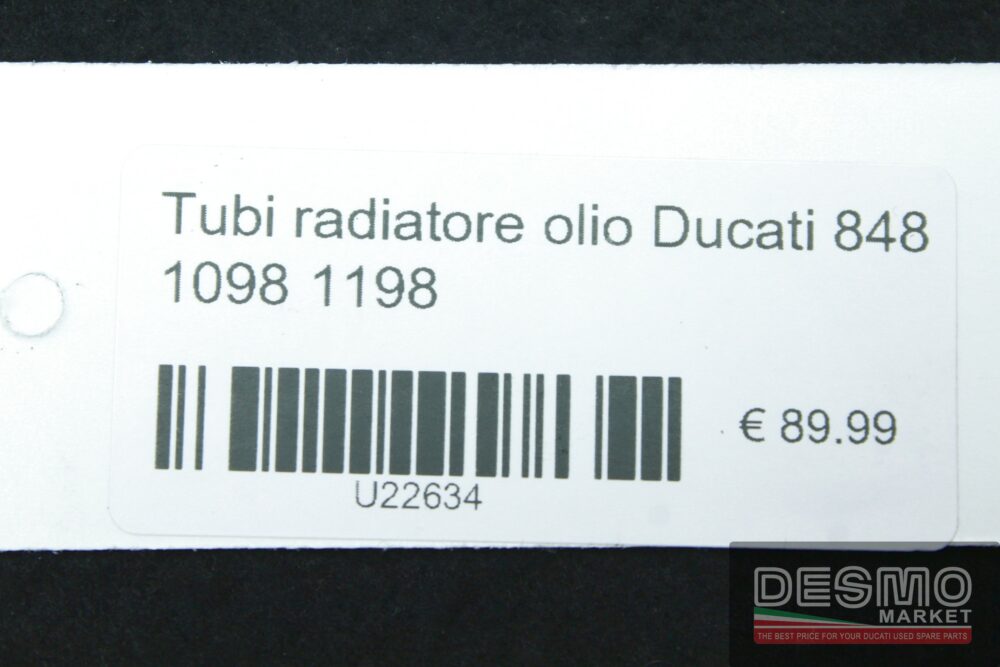 Tubi radiatore olio Ducati 848
1098 1198
€ 89.99
U22634
DESMO
MARKET
THE BEST PRICE FOR YOUR DUCATI USED SPARE PARTS